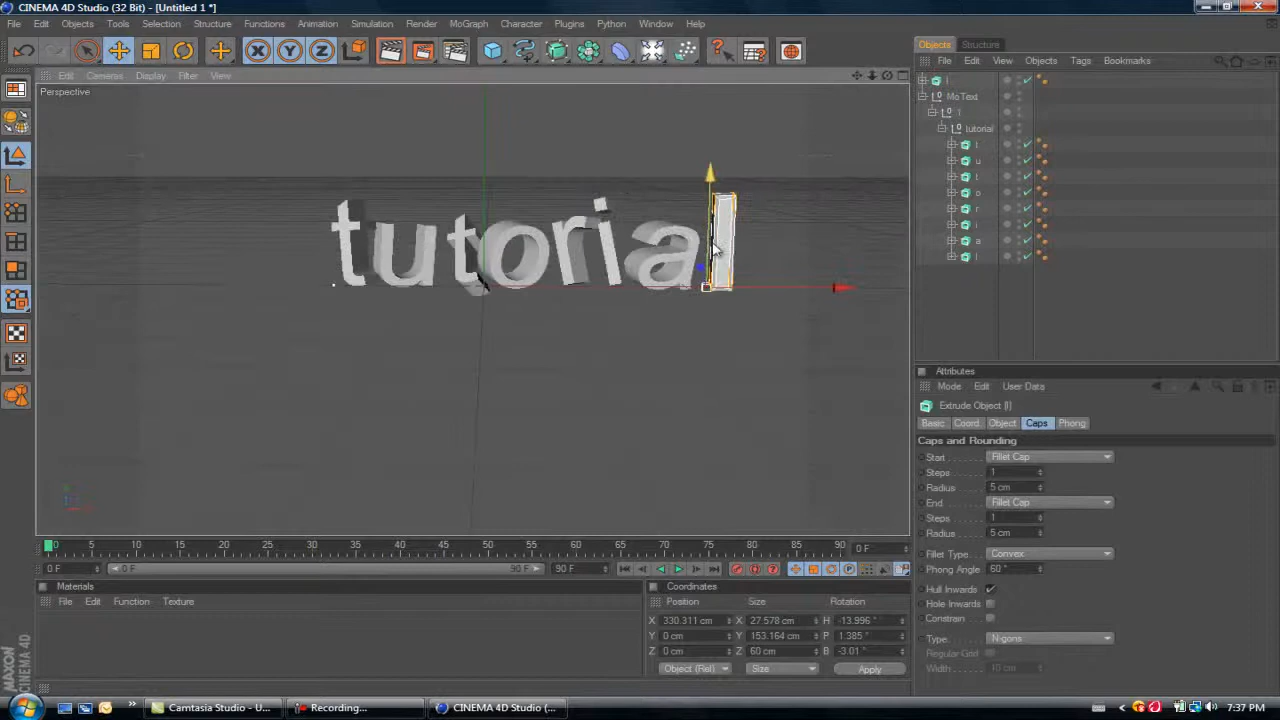 CINEMA 4D Studio (32 Bit) - [Untitled 1 *]
File Edit Objects Tools Selection Structure Functions Animation Simulation Render MoGraph Character Plugins Python Window Help
Objects Structure
File Edit View Objects Tags Bookmarks
Edit Cameras Display Filter View
Perspective
l
MoText
1
tutorial
t
u
t
o
r
i
a
l
tutorial
Attributes
Mode Edit User Data
Extrude Object [l]
Basic Coord. Object Caps Phong
Caps and Rounding
Start Fillet Cap
Steps 1
Radius 5 cm
End Fillet Cap
Steps 1
Radius 5 cm
Fillet Type Convex
Phong Angle 60 °
Hull Inwards
Hole Inwards
Constrain
Type N-gons
Regular Grid
Width 10 cm
0 5 10 15 20 25 30 35 40 45 50 55 60 65 70 75 80 85 90 0 F
0 F 0 F 90 F 90 F
Materials
File Edit Function Texture
Coordinates
Position Size Rotation
X 330.311 cm X 27.578 cm H -13.996 °
Y 0 cm Y 153.164 cm P 1.385 °
Z 0 cm Z 60 cm B -3.01 °
Object (Rel) Size Apply
MAXON CINEMA 4D
Camtasia Studio - U... Recording... CINEMA 4D Studio (... 7:37 PM